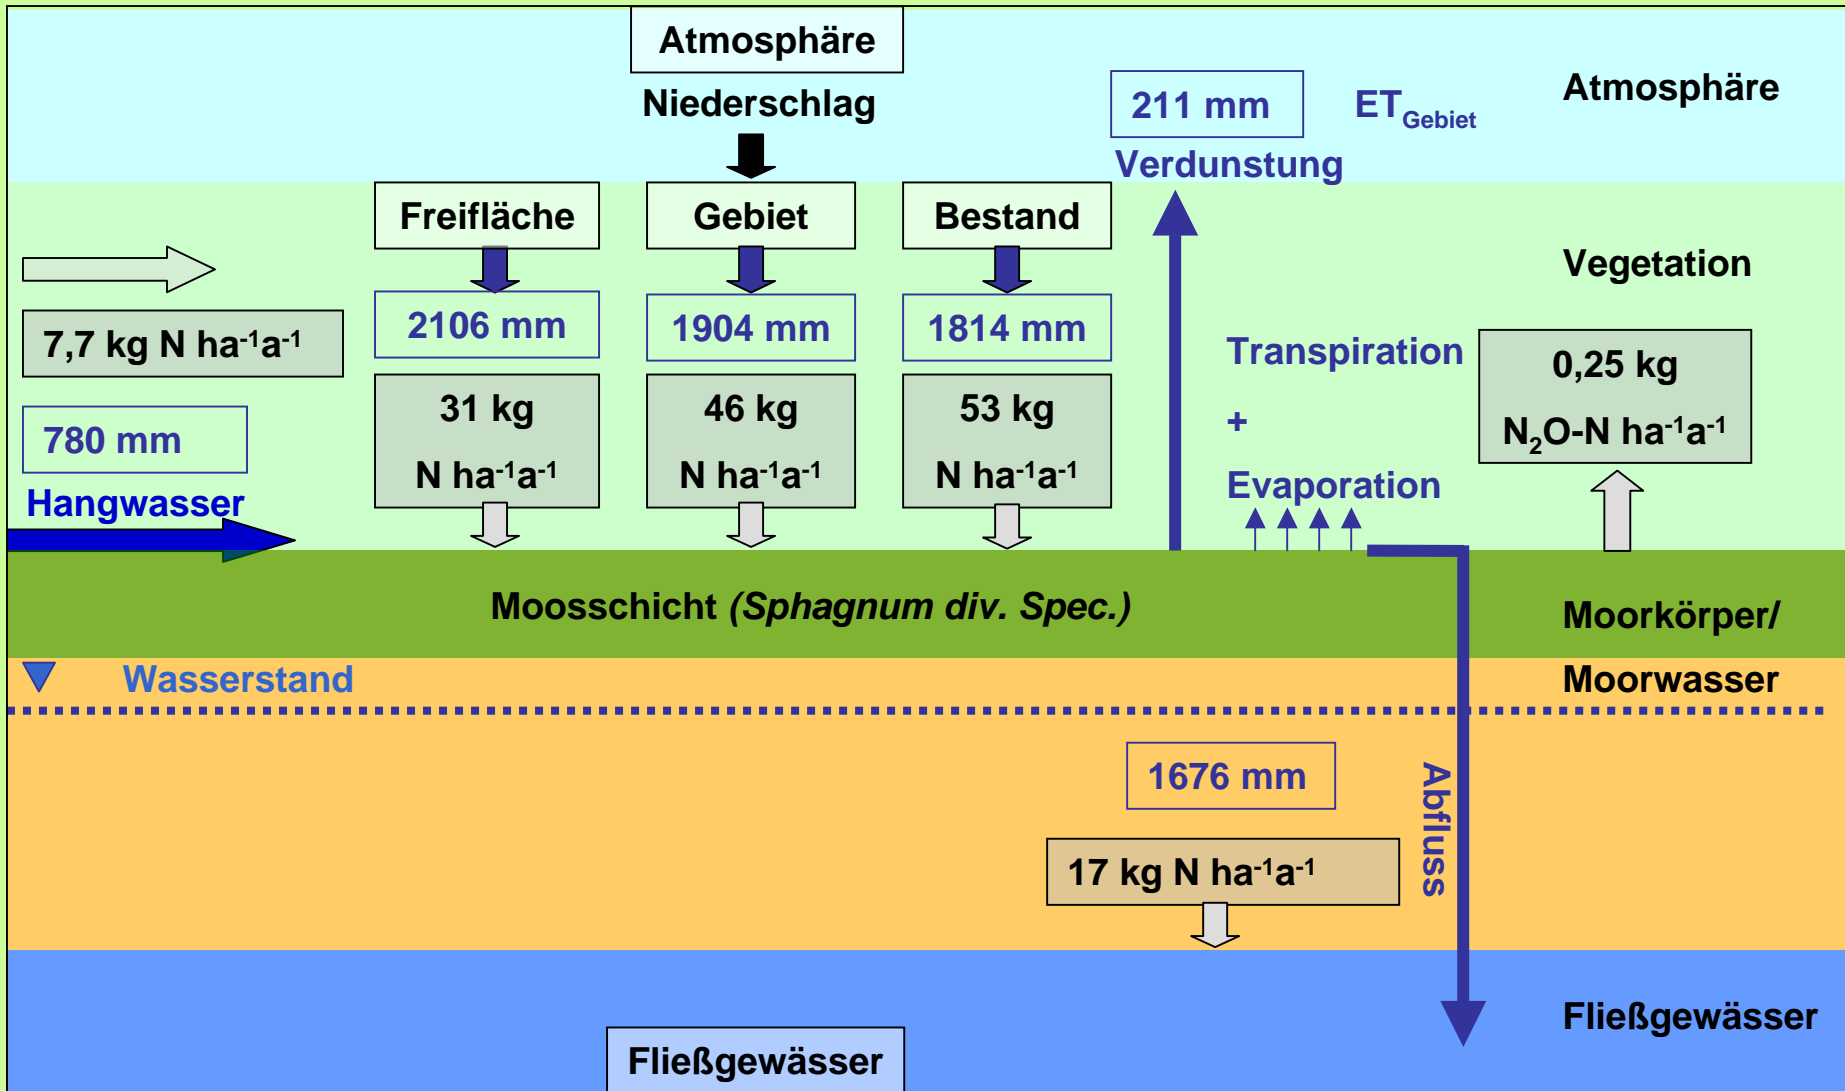 Atmosphäre
Niederschlag
211 mm
ET_Gebiet
Atmosphäre
Verdunstung
Freifläche
Gebiet
Bestand
Vegetation
2106 mm
1904 mm
1814 mm
7,7 kg N ha⁻¹a⁻¹
Transpiration
+
Evaporation
0,25 kg
N₂O-N ha⁻¹a⁻¹
31 kg
N ha⁻¹a⁻¹
46 kg
N ha⁻¹a⁻¹
53 kg
N ha⁻¹a⁻¹
780 mm
Hangwasser
Moosschicht (Sphagnum div. Spec.)
Moorkörper/
Moorwasser
Wasserstand
1676 mm
Abfluss
17 kg N ha⁻¹a⁻¹
Fließgewässer
Fließgewässer